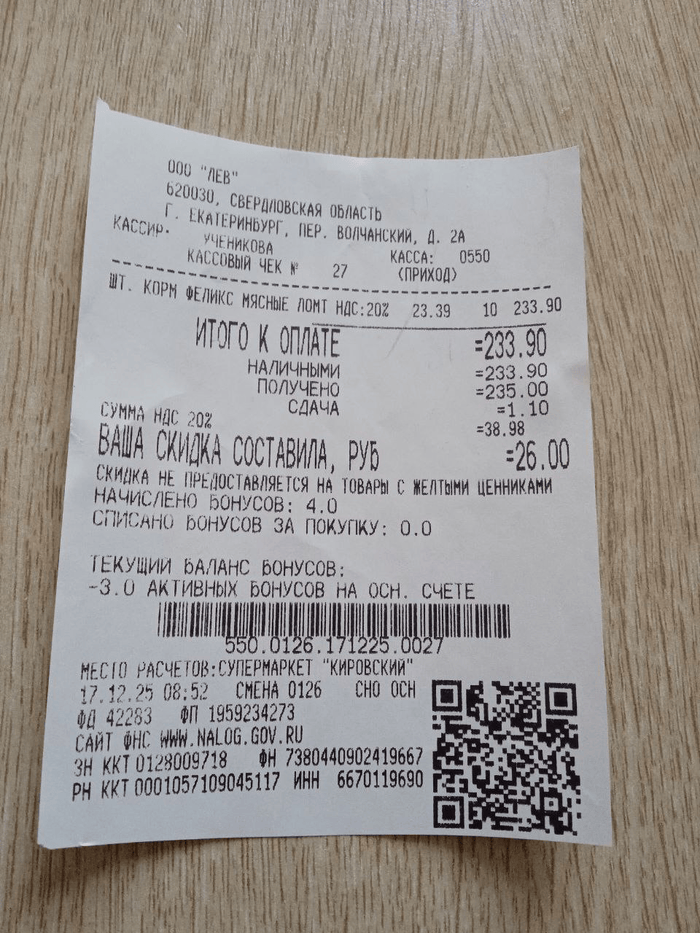 ООО "ЛЕВ"
620030, СВЕРДЛОВСКАЯ ОБЛАСТЬ
Г. ЕКАТЕРИНБУРГ, ПЕР. ВОЛЧАНСКИЙ, Д. 2А
КАССИР: УЧЕНИКОВА КАССА: 0550
КАССОВЫЙ ЧЕК № 27 (ПРИХОД)
ШТ. КОРМ ФЕЛИКС МЯСНЫЕ ЛОМТ НДС:20% 23.39 10 233.90
ИТОГО К ОПЛАТЕ =233.90
НАЛИЧНЫМИ =233.90
ПОЛУЧЕНО =235.00
СДАЧА =1.10
СУММА НДС 20% =38.98
ВАША СКИДКА СОСТАВИЛА, РУБ =26.00
СКИДКА НЕ ПРЕДОСТАВЛЯЕТСЯ НА ТОВАРЫ С ЖЕЛТЫМИ ЦЕННИКАМИ
НАЧИСЛЕНО БОНУСОВ: 4.0
СПИСАНО БОНУСОВ ЗА ПОКУПКУ: 0.0
ТЕКУЩИЙ БАЛАНС БОНУСОВ:
-3.0 АКТИВНЫХ БОНУСОВ НА ОСН. СЧЕТЕ
550.0126.171225.0027
МЕСТО РАСЧЕТОВ:СУПЕРМАРКЕТ "КИРОВСКИЙ"
17.12.25 08:52 СМЕНА 0126 СНО ОСН
ФД 42283 ФП 1959234273
САЙТ ФНС WWW.NALOG.GOV.RU
ЗН ККТ 0128009718 ФН 7380440902419667
РН ККТ 0001057109045117 ИНН 6670119690